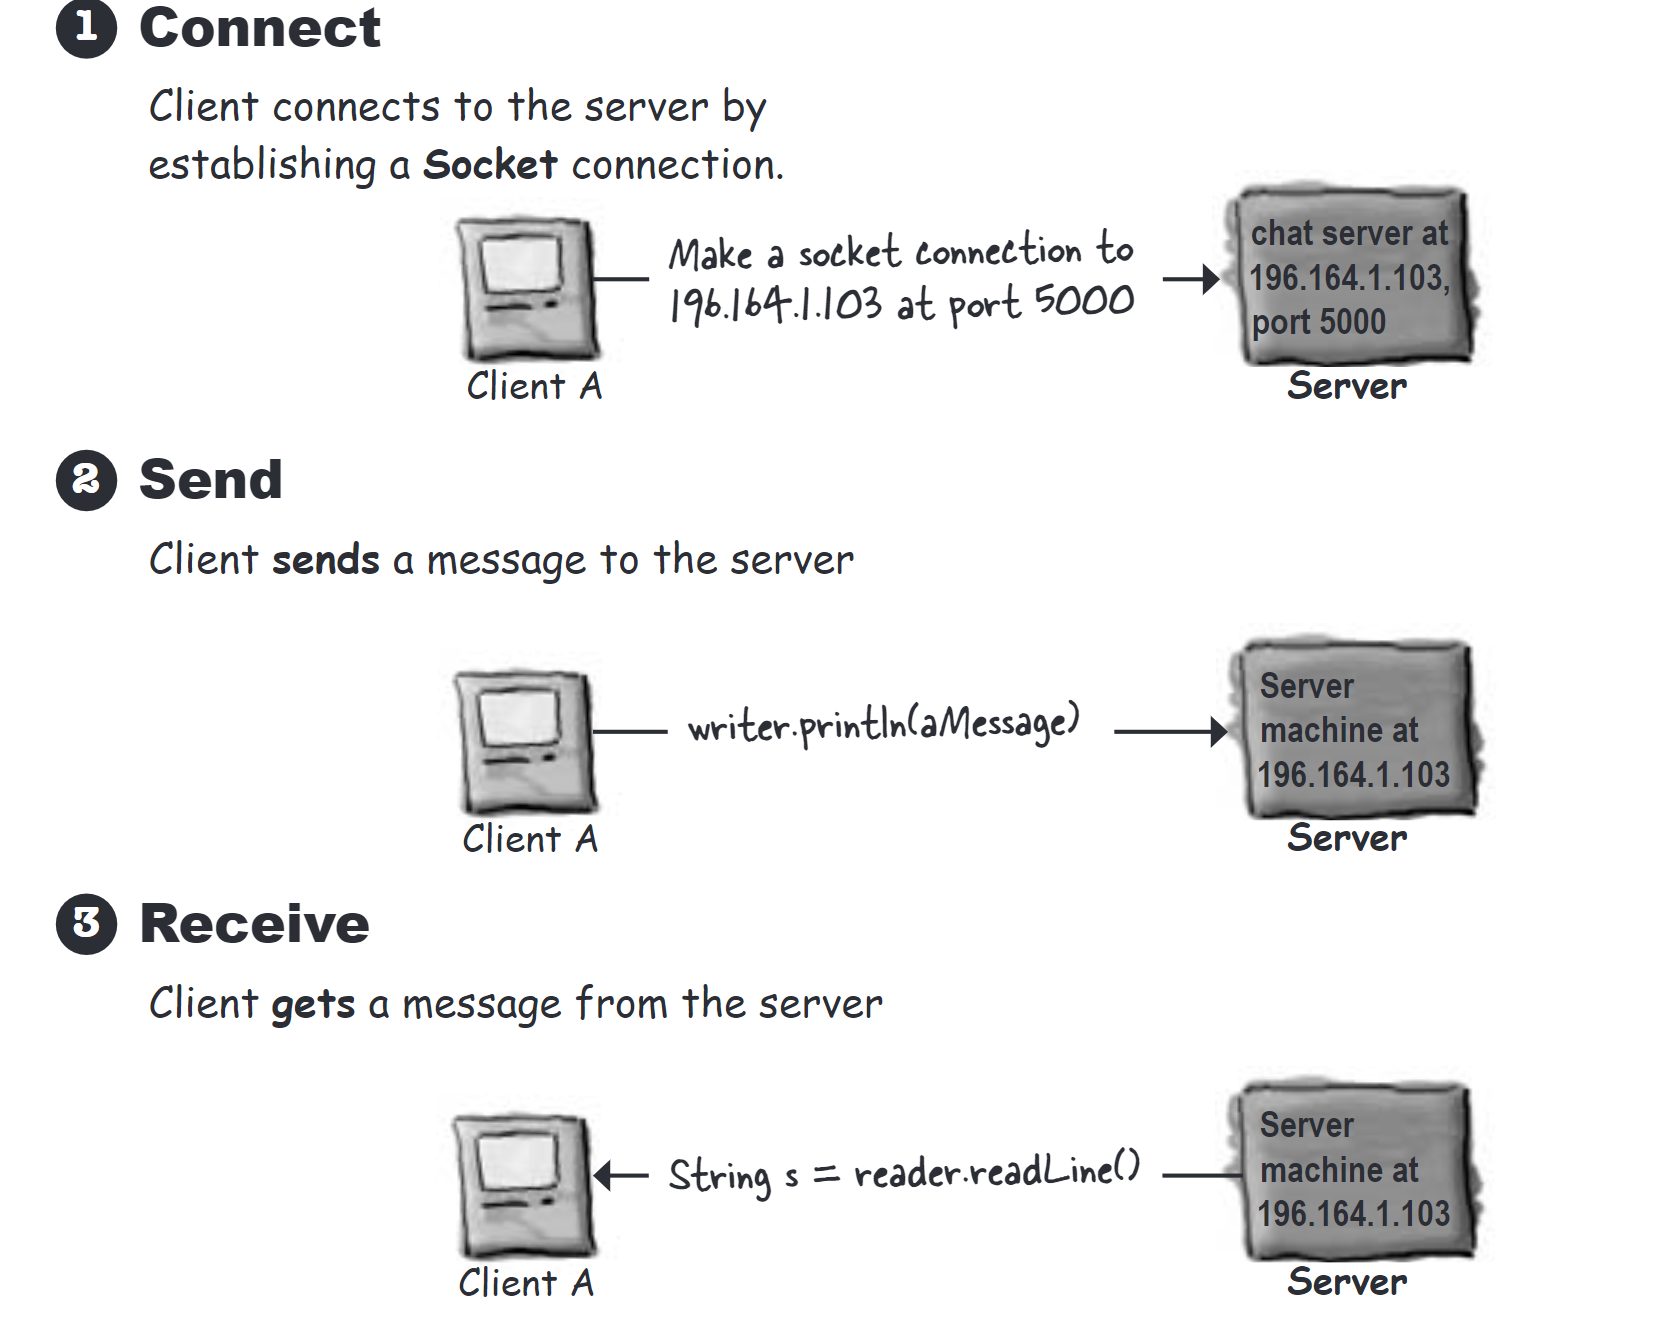 1 Connect
Client connects to the server by
establishing a Socket connection.
Make a socket connection to
196.164.1.103 at port 5000
chat server at
196.164.1.103,
port 5000
Client A
Server
2 Send
Client sends a message to the server
writer.println(aMessage)
Server
machine at
196.164.1.103
Client A
Server
3 Receive
Client gets a message from the server
String s = reader.readLine()
Server
machine at
196.164.1.103
Client A
Server